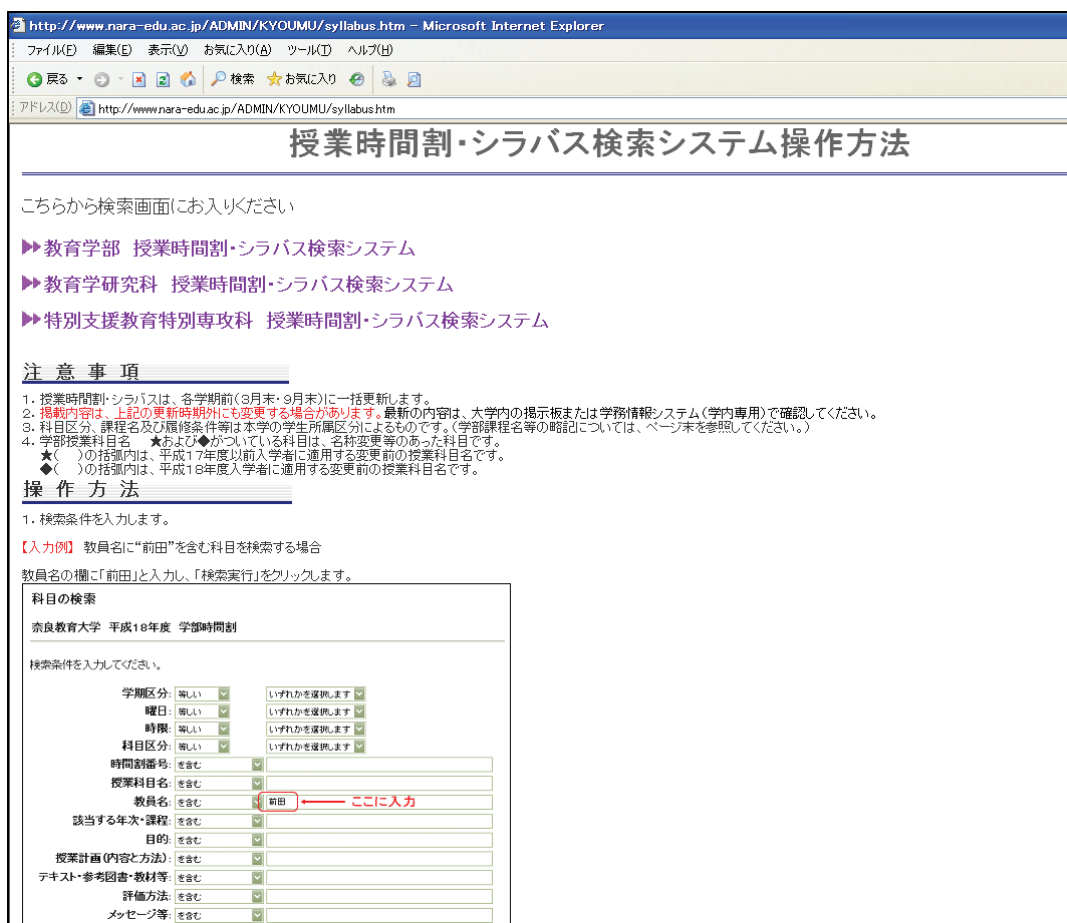 http://www.nara-edu.ac.jp/ADMIN/KYOUMU/syllabus.htm - Microsoft Internet Explorer
ファイル(F) 編集(E) 表示(V) お気に入り(A) ツール(T) ヘルプ(H)
戻る 検索 お気に入り
アドレス(D) http://www.nara-edu.ac.jp/ADMIN/KYOUMU/syllabus.htm
授業時間割・シラバス検索システム操作方法
こちらから検索画面にお入りください
教育学部 授業時間割・シラバス検索システム
教育学研究科 授業時間割・シラバス検索システム
特別支援教育特別専攻科 授業時間割・シラバス検索システム
注 意 事 項
1. 授業時間割・シラバスは、各学期前(3月末・9月末)に一括更新します。
2. 掲載内容は、上記の更新時期外にも変更する場合があります。最新の内容は、大学内の掲示板または学務情報システム(学内専用)で確認してください。
3. 科目区分、課程名及び履修条件等は本学の学生所属区分によるものです。(学部課程名等の略記については、ページ末を参照してください。)
4. 学部授業科目名 ★および◆がついている科目は、名称変更等のあった科目です。
★( )の括弧内は、平成17年度以前入学者に適用する変更前の授業科目名です。
◆( )の括弧内は、平成18年度入学者に適用する変更前の授業科目名です。
操 作 方 法
1. 検索条件を入力します。
【入力例】 教員名に“前田”を含む科目を検索する場合
教員名の欄に「前田」と入力し、「検索実行」をクリックします。
科目の検索
奈良教育大学 平成18年度 学部時間割
検索条件を入力してください。
学期区分: 等しい いずれかを選択します
曜日: 等しい いずれかを選択します
時限: 等しい いずれかを選択します
科目区分: 等しい いずれかを選択します
時間割番号: を含む
授業科目名: を含む
教員名: を含む 前田 ここに入力
該当する年次・課程: を含む
目的: を含む
授業計画(内容と方法): を含む
テキスト・参考図書・教材等: を含む
評価方法: を含む
メッセージ等: を含む